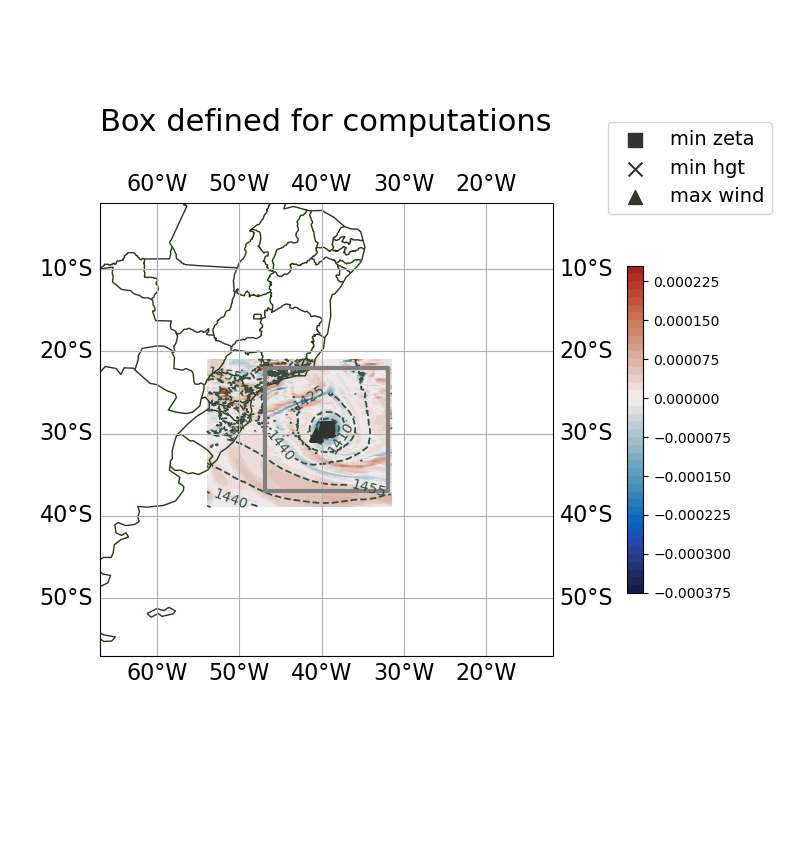 Box defined for computations
min zeta
min hgt
max wind
60°W 50°W 40°W 30°W 20°W
10°S 10°S
20°S 20°S
30°S 30°S
40°S 40°S
50°S 50°S
60°W 50°W 40°W 30°W 20°W
1425
1410
1440
1455
1440
0.000225
0.000150
0.000075
0.000000
−0.000075
−0.000150
−0.000225
−0.000300
−0.000375